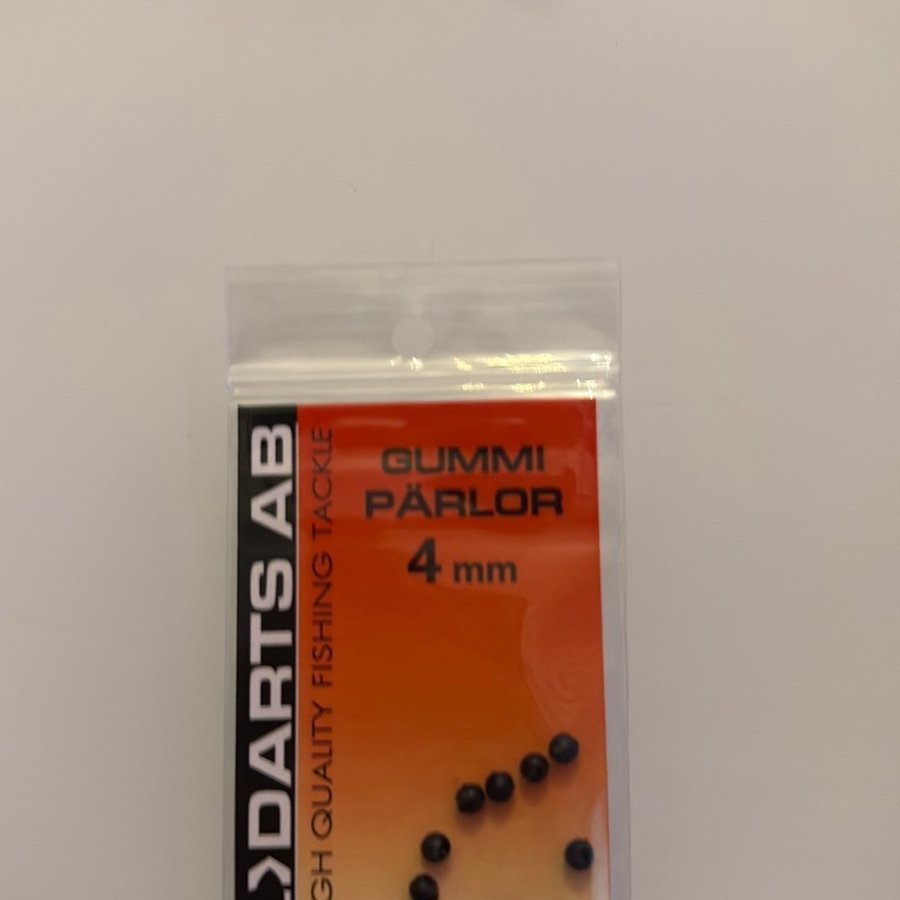 GUMMI
PÄRLOR
4 mm
DARTS AB
QUALITY FISHING TACKLE